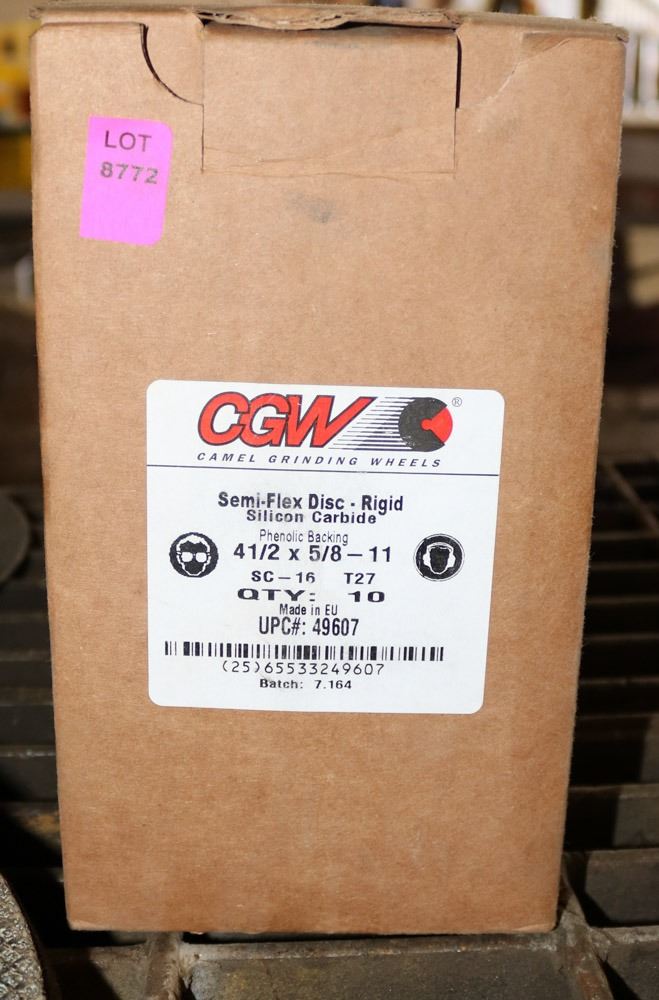 LOT
8772
CGW®
CAMEL GRINDING WHEELS
Semi-Flex Disc - Rigid
Silicon Carbide
Phenolic Backing
41/2 x 5/8-11
SC-16 T27
QTY: 10
Made in EU
UPC#: 49607
(25)65533249607
Batch: 7.164